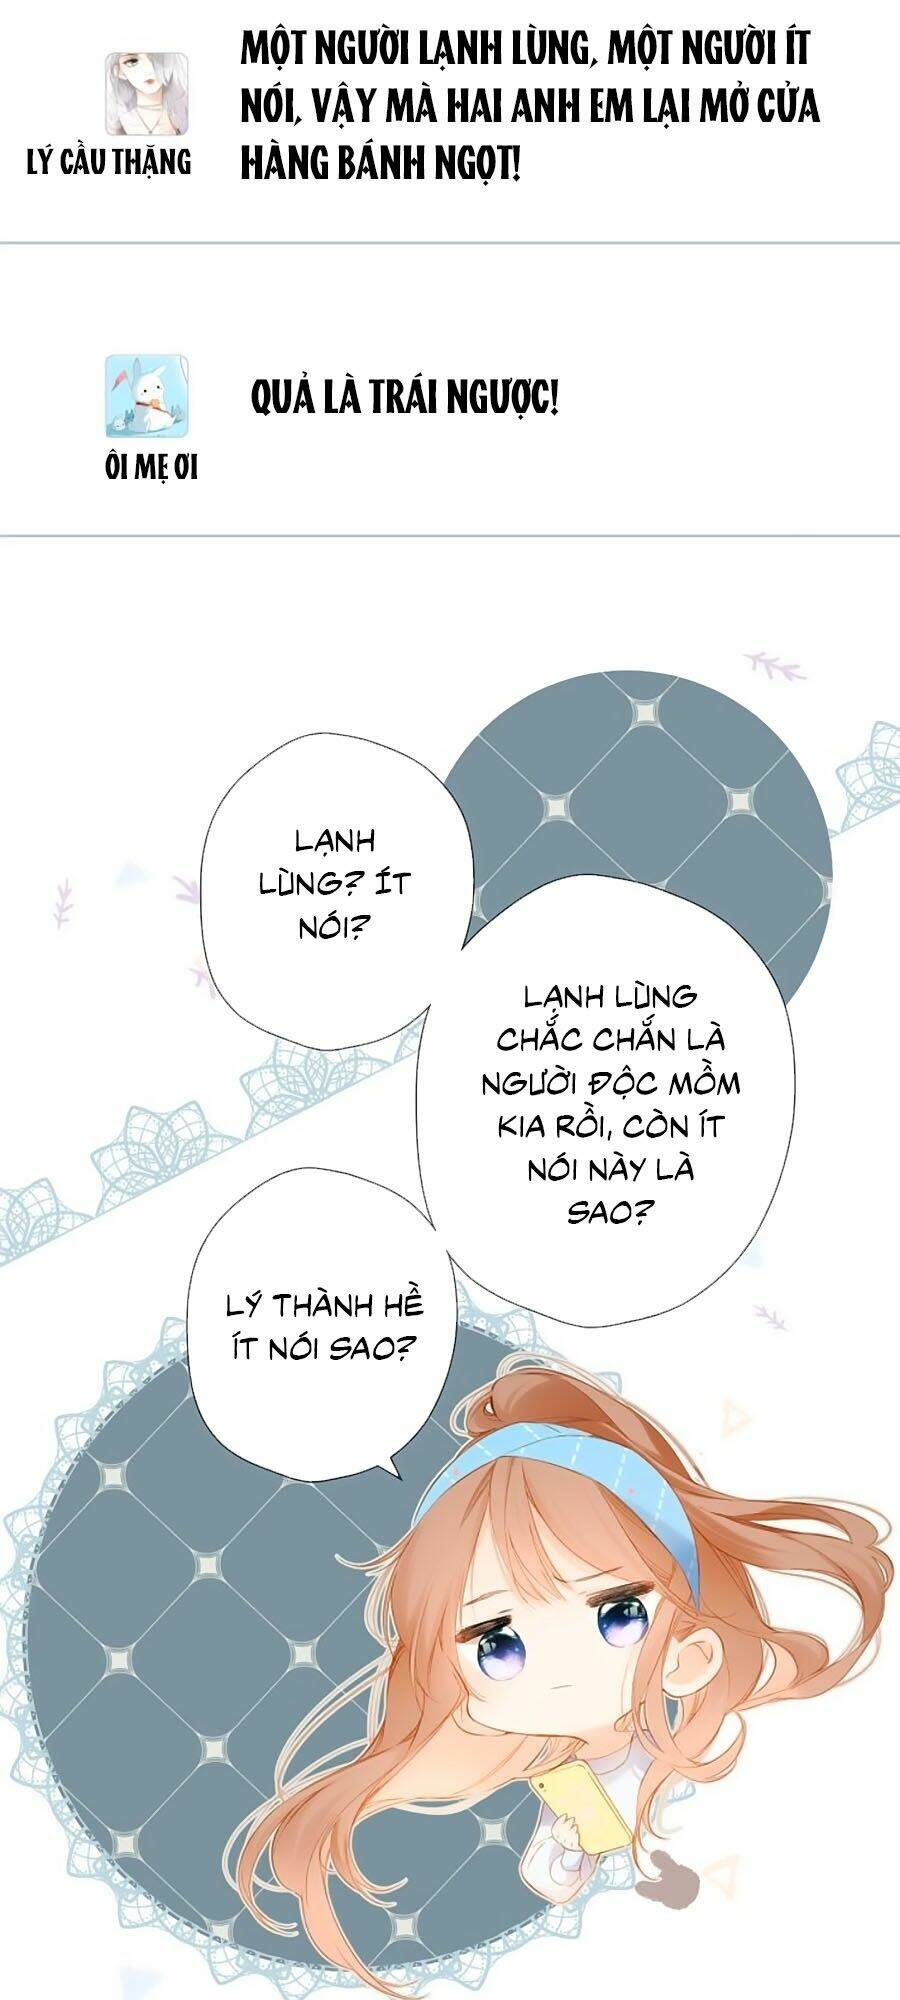 MỘT NGƯỜI LẠNH LÙNG, MỘT NGƯỜI ÍT
NÓI, VẬY MÀ HAI ANH EM LẠI MỞ CỬA
HÀNG BÁNH NGỌT!
LÝ CẦU THẶNG
QUẢ LÀ TRÁI NGƯỢC!
ÔI MẸ ƠI
LẠNH
LÙNG? ÍT
NÓI?
LẠNH LÙNG
CHẮC CHẮN LÀ
NGƯỜI ĐỘC MỒM
KIA RỒI, CÒN ÍT
NÓI NÀY LÀ
SAO?
LÝ THÀNH HỀ
ÍT NÓI SAO?